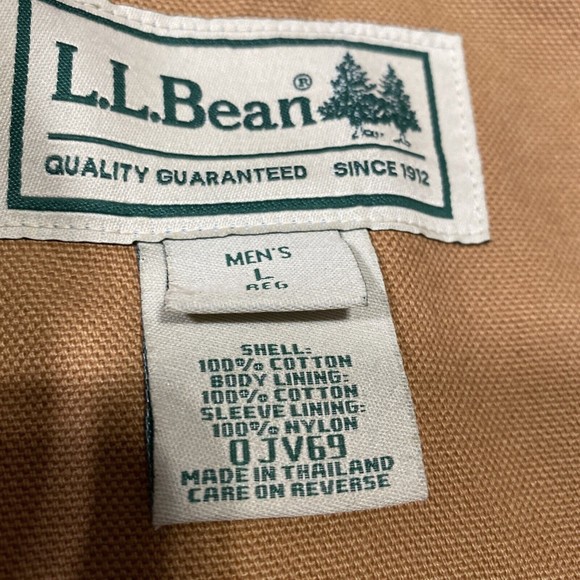 L.L.Bean®
QUALITY GUARANTEED SINCE 1912
MEN'S
L
REG
SHELL:
100% COTTON
BODY LINING:
100% COTTON
SLEEVE LINING:
100% NYLON
0JV69
MADE IN THAILAND
CARE ON REVERSE